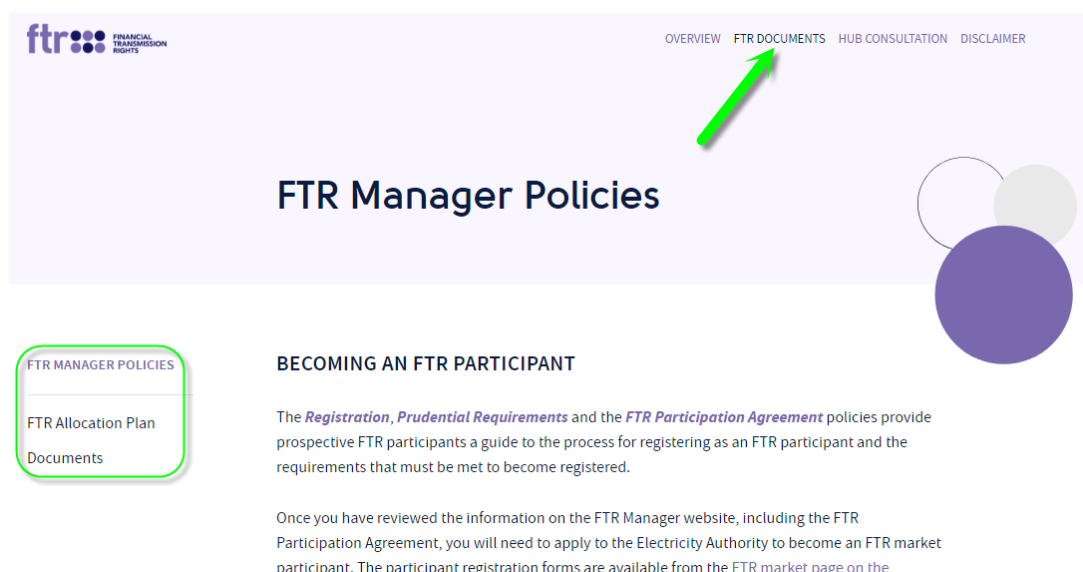 ftr FINANCIAL
TRANSMISSION
RIGHTS
OVERVIEW FTR DOCUMENTS HUB CONSULTATION DISCLAIMER
FTR Manager Policies
FTR MANAGER POLICIES
FTR Allocation Plan
Documents
BECOMING AN FTR PARTICIPANT
The Registration, Prudential Requirements and the FTR Participation Agreement policies provide
prospective FTR participants a guide to the process for registering as an FTR participant and the
requirements that must be met to become registered.
Once you have reviewed the information on the FTR Manager website, including the FTR
Participation Agreement, you will need to apply to the Electricity Authority to become an FTR market
participant. The participant registration forms are available from the FTR market page on the